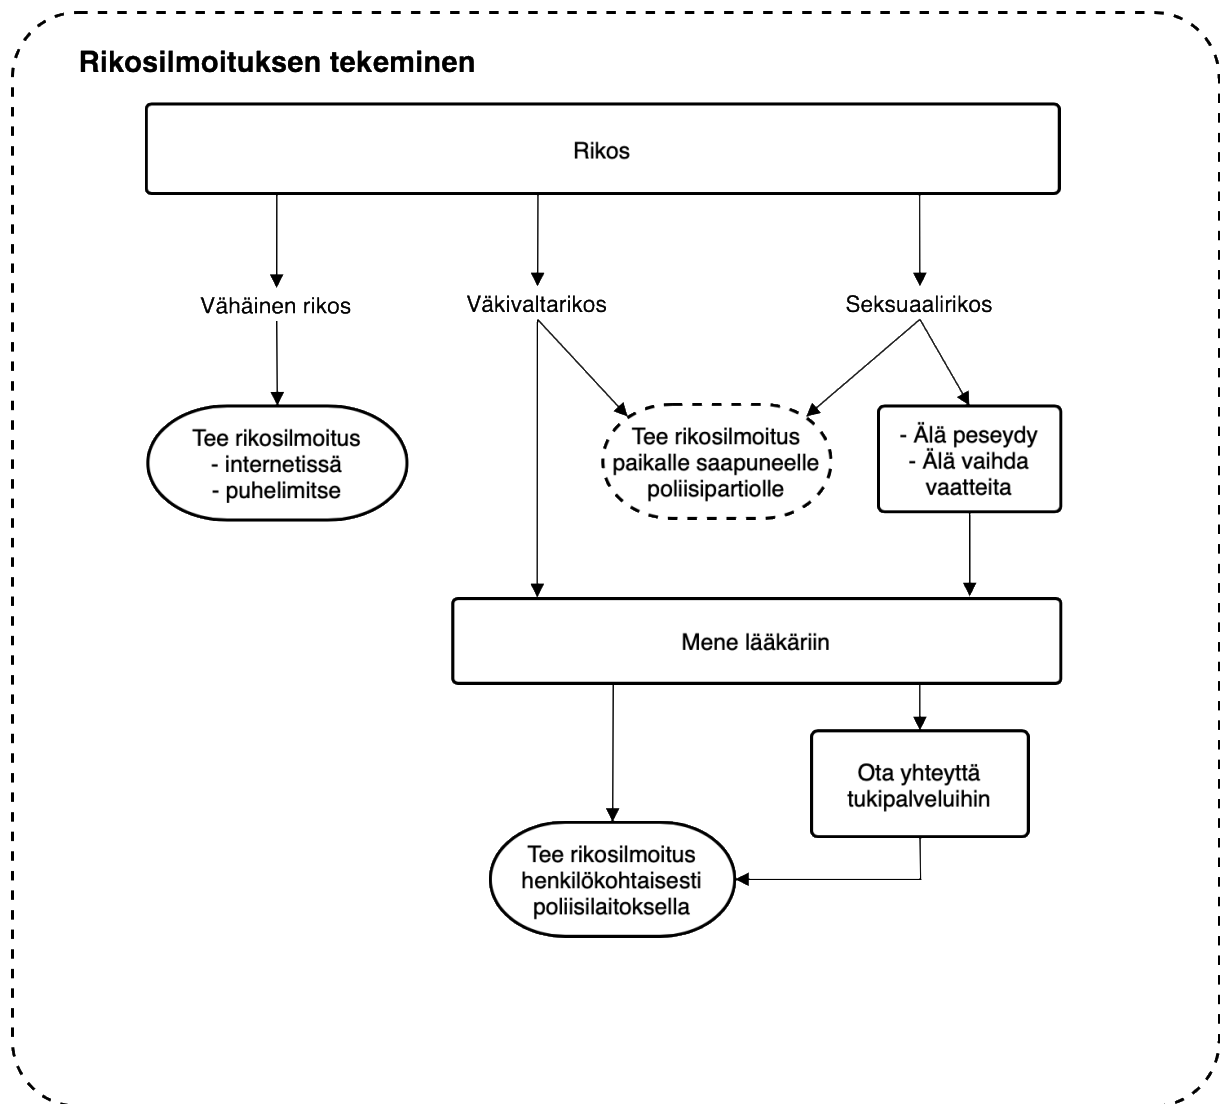 Rikosilmoituksen tekeminen
Rikos
Vähäinen rikos
Väkivaltarikos
Seksuaalirikos
Tee rikosilmoitus
- internetissä
- puhelimitse
Tee rikosilmoitus
paikalle saapuneelle
poliisipartiolle
- Älä peseydy
- Älä vaihda
vaatteita
Mene lääkäriin
Ota yhteyttä
tukipalveluihin
Tee rikosilmoitus
henkilökohtaisesti
poliisilaitoksella